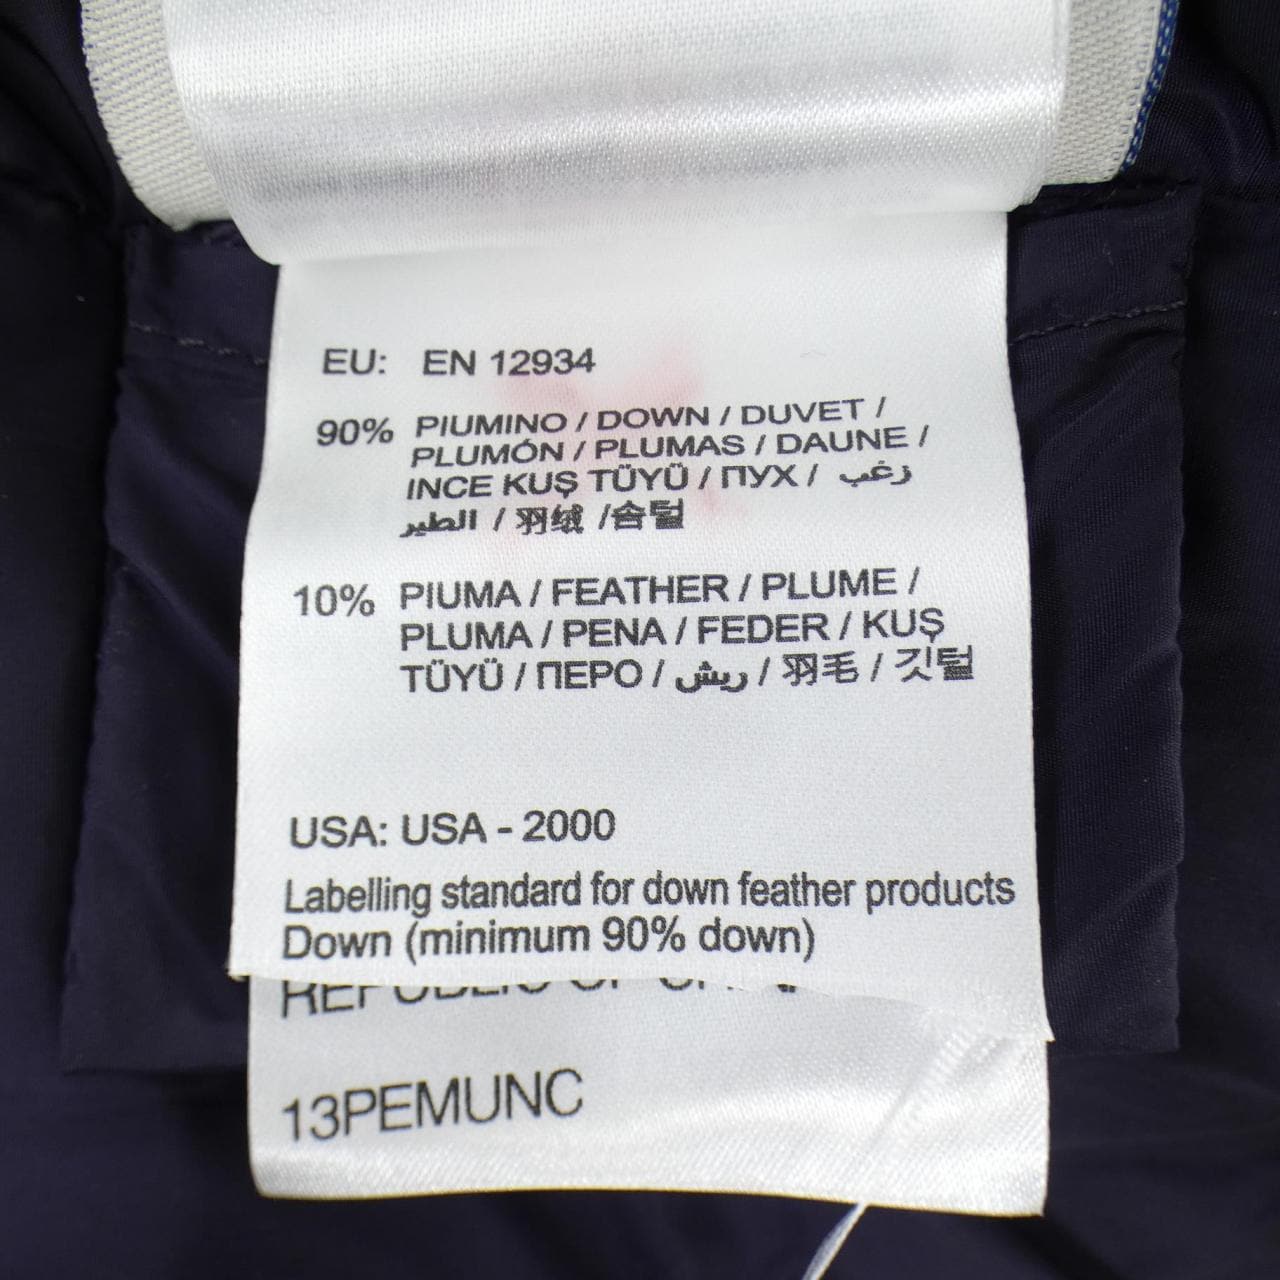 EU: EN 12934
90% PIUMINO / DOWN / DUVET /
PLUMÓN / PLUMAS / DAUNE /
INCE KUŞ TÜYÜ / ПУХ / زغب
الطير / 羽绒 /솜털
10% PIUMA / FEATHER / PLUME /
PLUMA / PENA / FEDER / KUŞ
TÜYÜ / ПЕРО / ريش / 羽毛 / 깃털
USA: USA - 2000
Labelling standard for down feather products
Down (minimum 90% down)
REPUBLIC OF
13PEMUNC